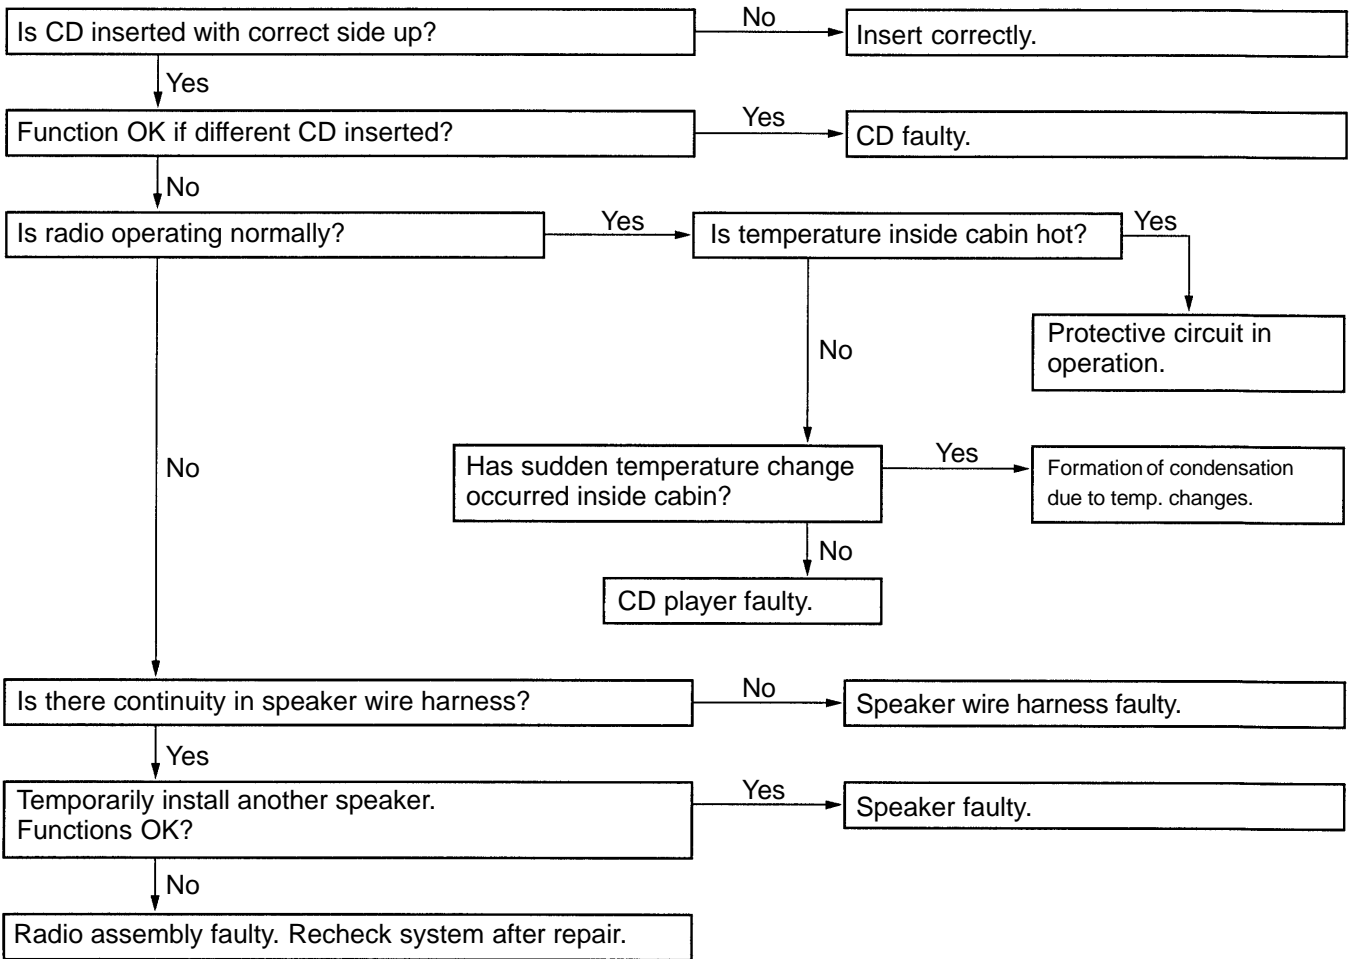 Is CD inserted with correct side up?
No
Insert correctly.
Yes
Function OK if different CD inserted?
Yes
CD faulty.
No
Is radio operating normally?
Yes
Is temperature inside cabin hot?
Yes
Protective circuit in
operation.
No
No
Has sudden temperature change
occurred inside cabin?
Yes
Formation of condensation
due to temp. changes.
No
CD player faulty.
Is there continuity in speaker wire harness?
No
Speaker wire harness faulty.
Yes
Temporarily install another speaker.
Functions OK?
Yes
Speaker faulty.
No
Radio assembly faulty. Recheck system after repair.